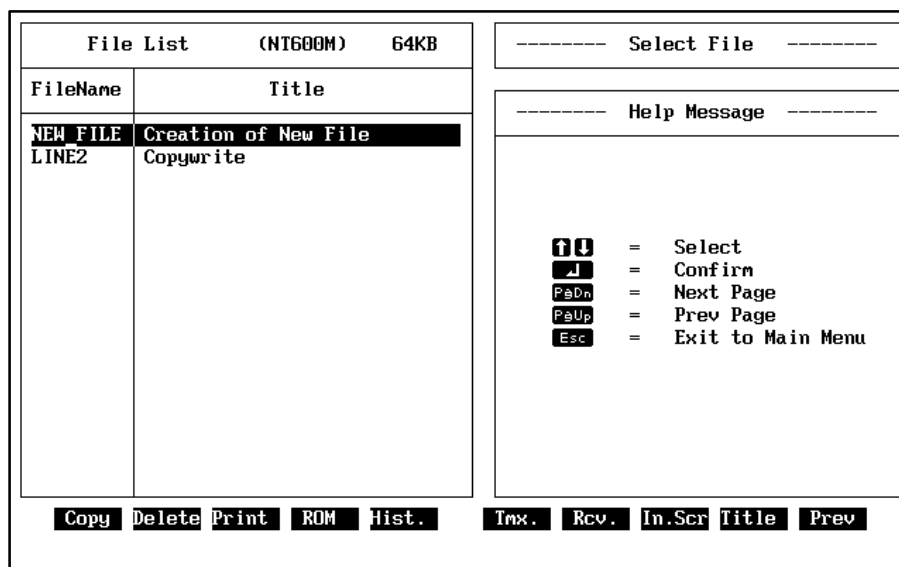 File List (NT600M) 64KB
FileName Title
NEW_FILE Creation of New File
LINE2 Copywrite
-------- Select File --------
-------- Help Message --------
↑ ↓ = Select
↵ = Confirm
PgDn = Next Page
PgUp = Prev Page
Esc = Exit to Main Menu
Copy Delete Print ROM Hist. Tmx. Rcv. In.Scr Title Prev